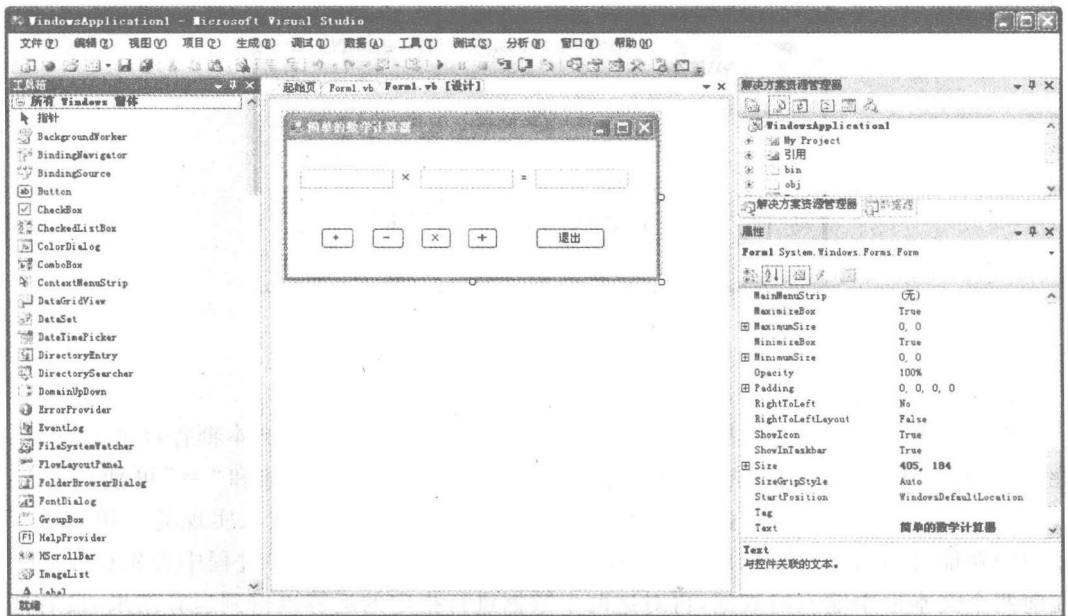 WindowsApplication1 - Microsoft Visual Studio
文件(F) 编辑(E) 视图(V) 项目(P) 生成(B) 调试(D) 数据(A) 工具(T) 测试(S) 分析(N) 窗口(W) 帮助(H)
工具箱
所有 Windows 窗体
指针
BackgroundWorker
BindingNavigator
BindingSource
Button
CheckBox
CheckedListBox
ColorDialog
ComboBox
ContextMenuStrip
DataGridView
DataSet
DateTimePicker
DirectoryEntry
DirectorySearcher
DomainUpDown
ErrorProvider
EventLog
FileSystemWatcher
FlowLayoutPanel
FolderBrowserDialog
FontDialog
GroupBox
HelpProvider
HScrollBar
ImageList
Label
就绪
起始页 Form1.vb Form1.vb [设计]
简单的数学计算器
× =
+ - × ÷ 退出
解决方案资源管理器
WindowsApplication1
My Project
引用
bin
obj
解决方案资源管理器 数据源
属性
Form1 System.Windows.Forms.Form
MainMenuStrip (无)
MaximizeBox True
MaximumSize 0, 0
MinimizeBox True
MinimumSize 0, 0
Opacity 100%
Padding 0, 0, 0, 0
RightToLeft No
RightToLeftLayout False
ShowIcon True
ShowInTaskbar True
Size 405, 184
SizeGripStyle Auto
StartPosition WindowsDefaultLocation
Tag
Text 简单的数学计算器
Text
与控件关联的文本。